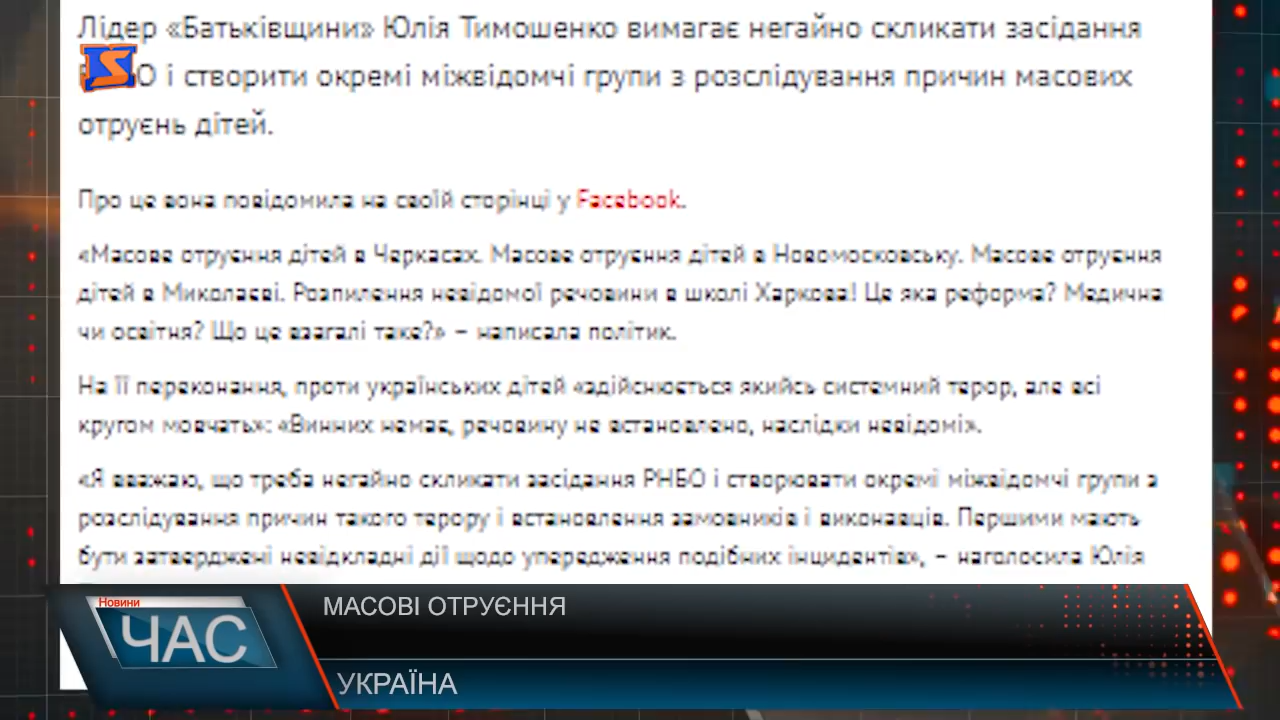 Лідер «Батьківщини» Юлія Тимошенко вимагає негайно скликати засідання
О і створити окремі міжвідомчі групи з розслідування причин масових
отруєнь дітей.
Про це вона повідомила на своїй сторінці у Facebook.
«Масове отруєння дітей в Черкасах. Масове отруєння дітей в Новомосковську. Масове отруєння
дітей в Миколаєві. Розпилення невідомої речовини в школі Харкова! Це яка реформа? Медична
чи освітня? Що це взагалі таке?» – написала політик.
На її переконання, проти українських дітей «здійснюється якийсь системний терор, але всі
кругом мовчать»: «Винних немає, речовину не встановлено, наслідки невідомі».
«Я вважаю, що треба негайно скликати засідання РНБО і створювати окремі міжвідомчі групи з
розслідування причин такого терору і встановлення замовників і виконавців. Першими мають
бути затверджені невідкладні дії щодо упередження подібних інцидентів», – наголосила Юлія
Новини
ЧАС
МАСОВІ ОТРУЄННЯ
УКРАЇНА